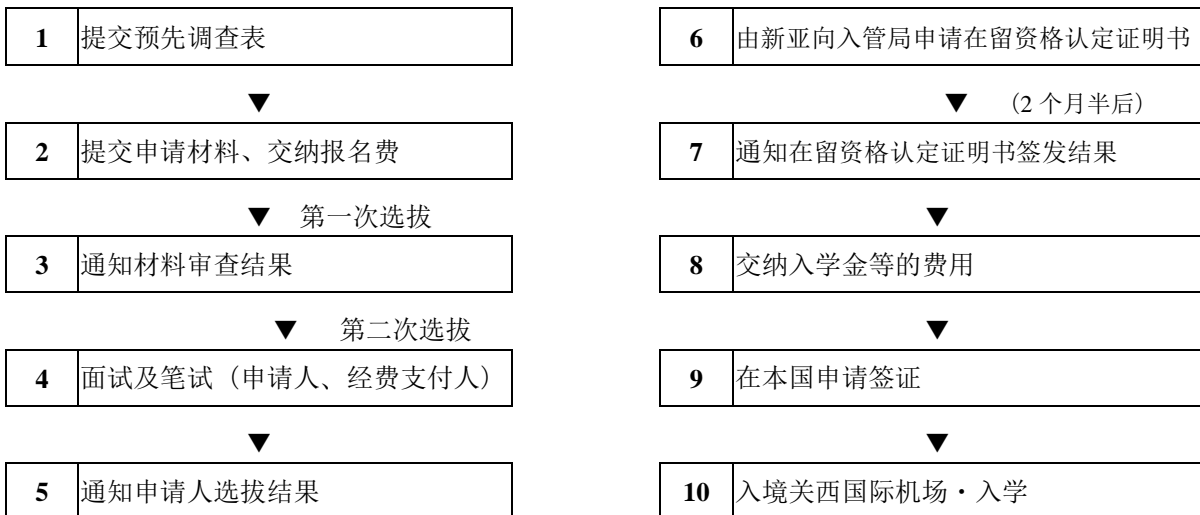 1 提交预先调查表
▼
2 提交申请材料、交纳报名费
▼ 第一次选拔
3 通知材料审查结果
▼ 第二次选拔
4 面试及笔试（申请人、经费支付人）
▼
5 通知申请人选拔结果
6 由新亚向入管局申请在留资格认定证明书
▼ （2 个月半后）
7 通知在留资格认定证明书签发结果
▼
8 交纳入学金等的费用
▼
9 在本国申请签证
▼
10 入境关西国际机场・入学